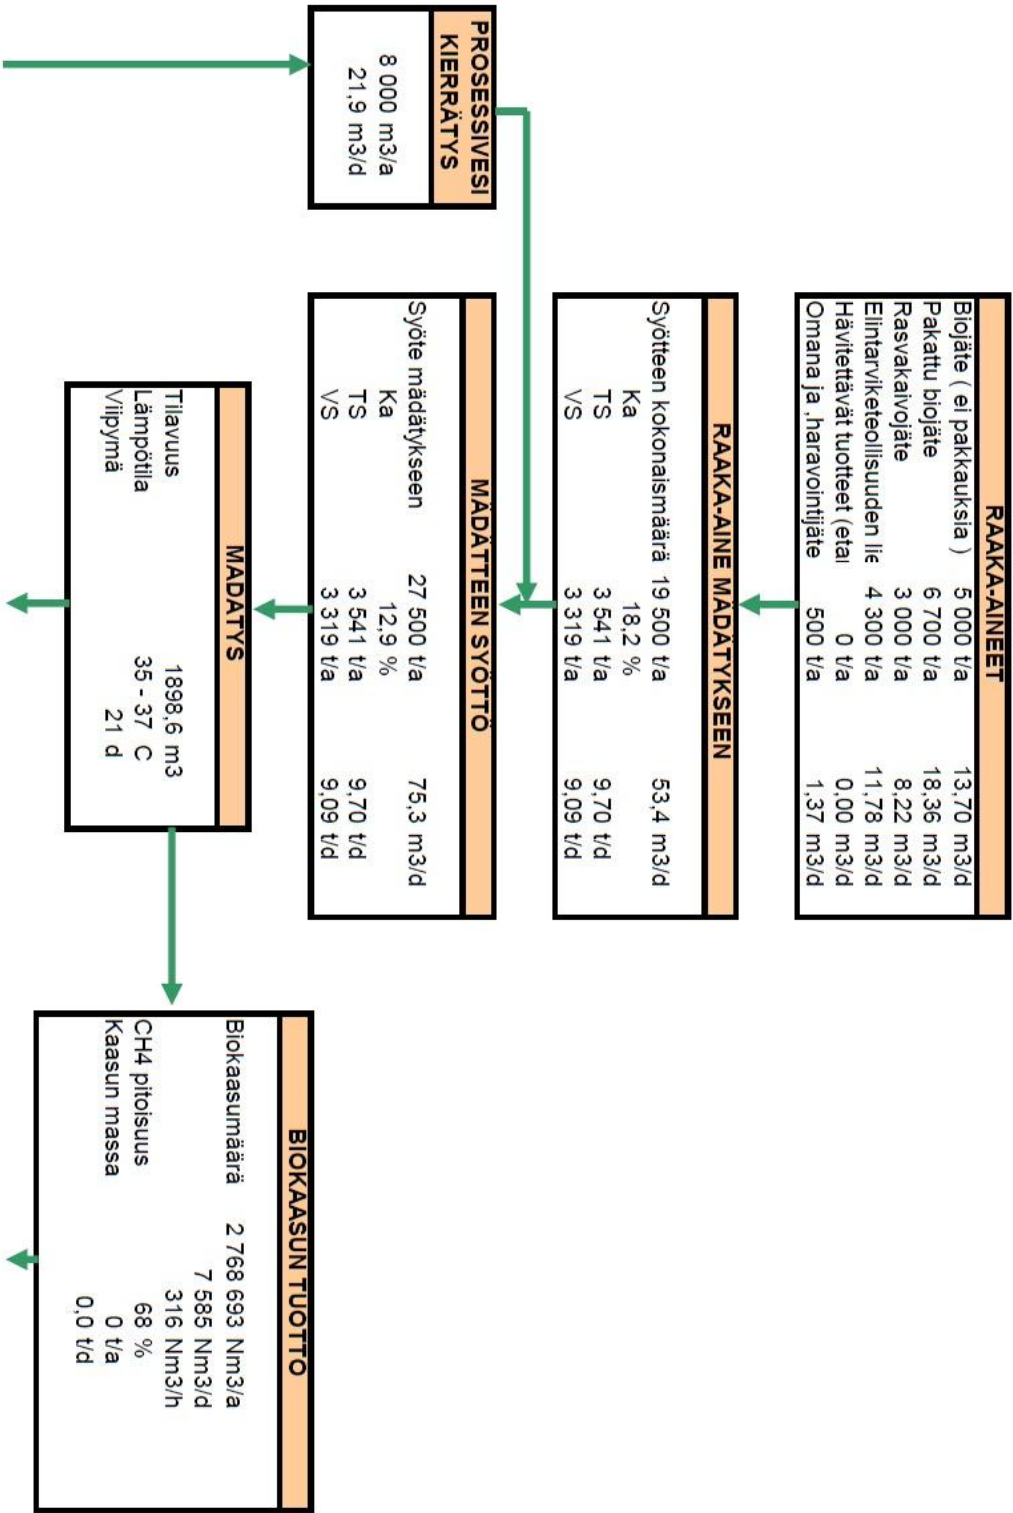 RAAKA-AINEET
Biojäte ( ei pakkauksia ) 5 000 t/a 13,70 m3/d
Pakattu biojäte 6 700 t/a 18,36 m3/d
Rasvakaivojäte 3 000 t/a 8,22 m3/d
Elintarviketeollisuuden lie 4 300 t/a 11,78 m3/d
Hävitettävät tuotteet (etai 0 t/a 0,00 m3/d
Omana ja ,haravointijäte 500 t/a 1,37 m3/d
RAAKA-AINE MÄDÄTYKSEEN
Syötteen kokonaismäärä 19 500 t/a 53,4 m3/d
Ka 18,2 %
TS 3 541 t/a 9,70 t/d
VS 3 319 t/a 9,09 t/d
PROSESSIVESI
KIERRÄTYS
8 000 m3/a
21,9 m3/d
MÄDÄTTEEN SYÖTTÖ
Syöte mädätykseen 27 500 t/a 75,3 m3/d
Ka 12,9 %
TS 3 541 t/a 9,70 t/d
VS 3 319 t/a 9,09 t/d
MÄDÄTYS
Tilavuus 1898,6 m3
Lämpötila 35 - 37 C
Viipymä 21 d
BIOKAASUN TUOTTO
Biokaasumäärä 2 768 693 Nm3/a
7 585 Nm3/d
316 Nm3/h
CH4 pitoisuus 68 %
Kaasun massa 0 t/a
0,0 t/d